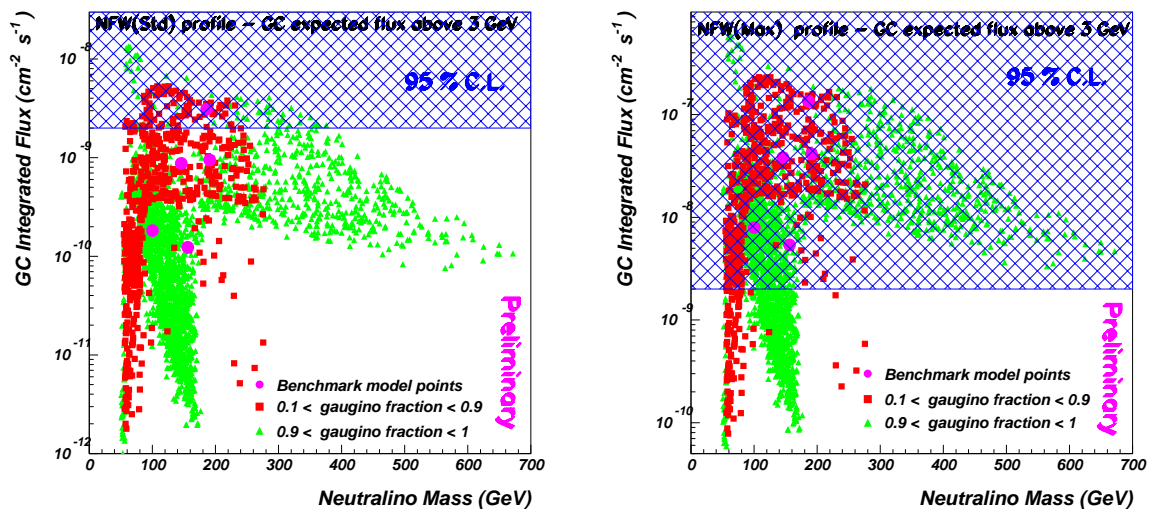 NFW(Std) profile – GC expected flux above 3 GeV
95 % C.L.
GC Integrated Flux (cm⁻² s⁻¹)
10⁻⁸
10⁻⁹
10⁻¹⁰
10⁻¹¹
10⁻¹²
Preliminary
Benchmark model points
0.1 < gaugino fraction < 0.9
0.9 < gaugino fraction < 1
0 100 200 300 400 500 600 700
Neutralino Mass (GeV)
NFW(Max) profile – GC expected flux above 3 GeV
95 % C.L.
GC Integrated Flux (cm⁻² s⁻¹)
10⁻⁷
10⁻⁸
10⁻⁹
10⁻¹⁰
Preliminary
Benchmark model points
0.1 < gaugino fraction < 0.9
0.9 < gaugino fraction < 1
0 100 200 300 400 500 600 700
Neutralino Mass (GeV)